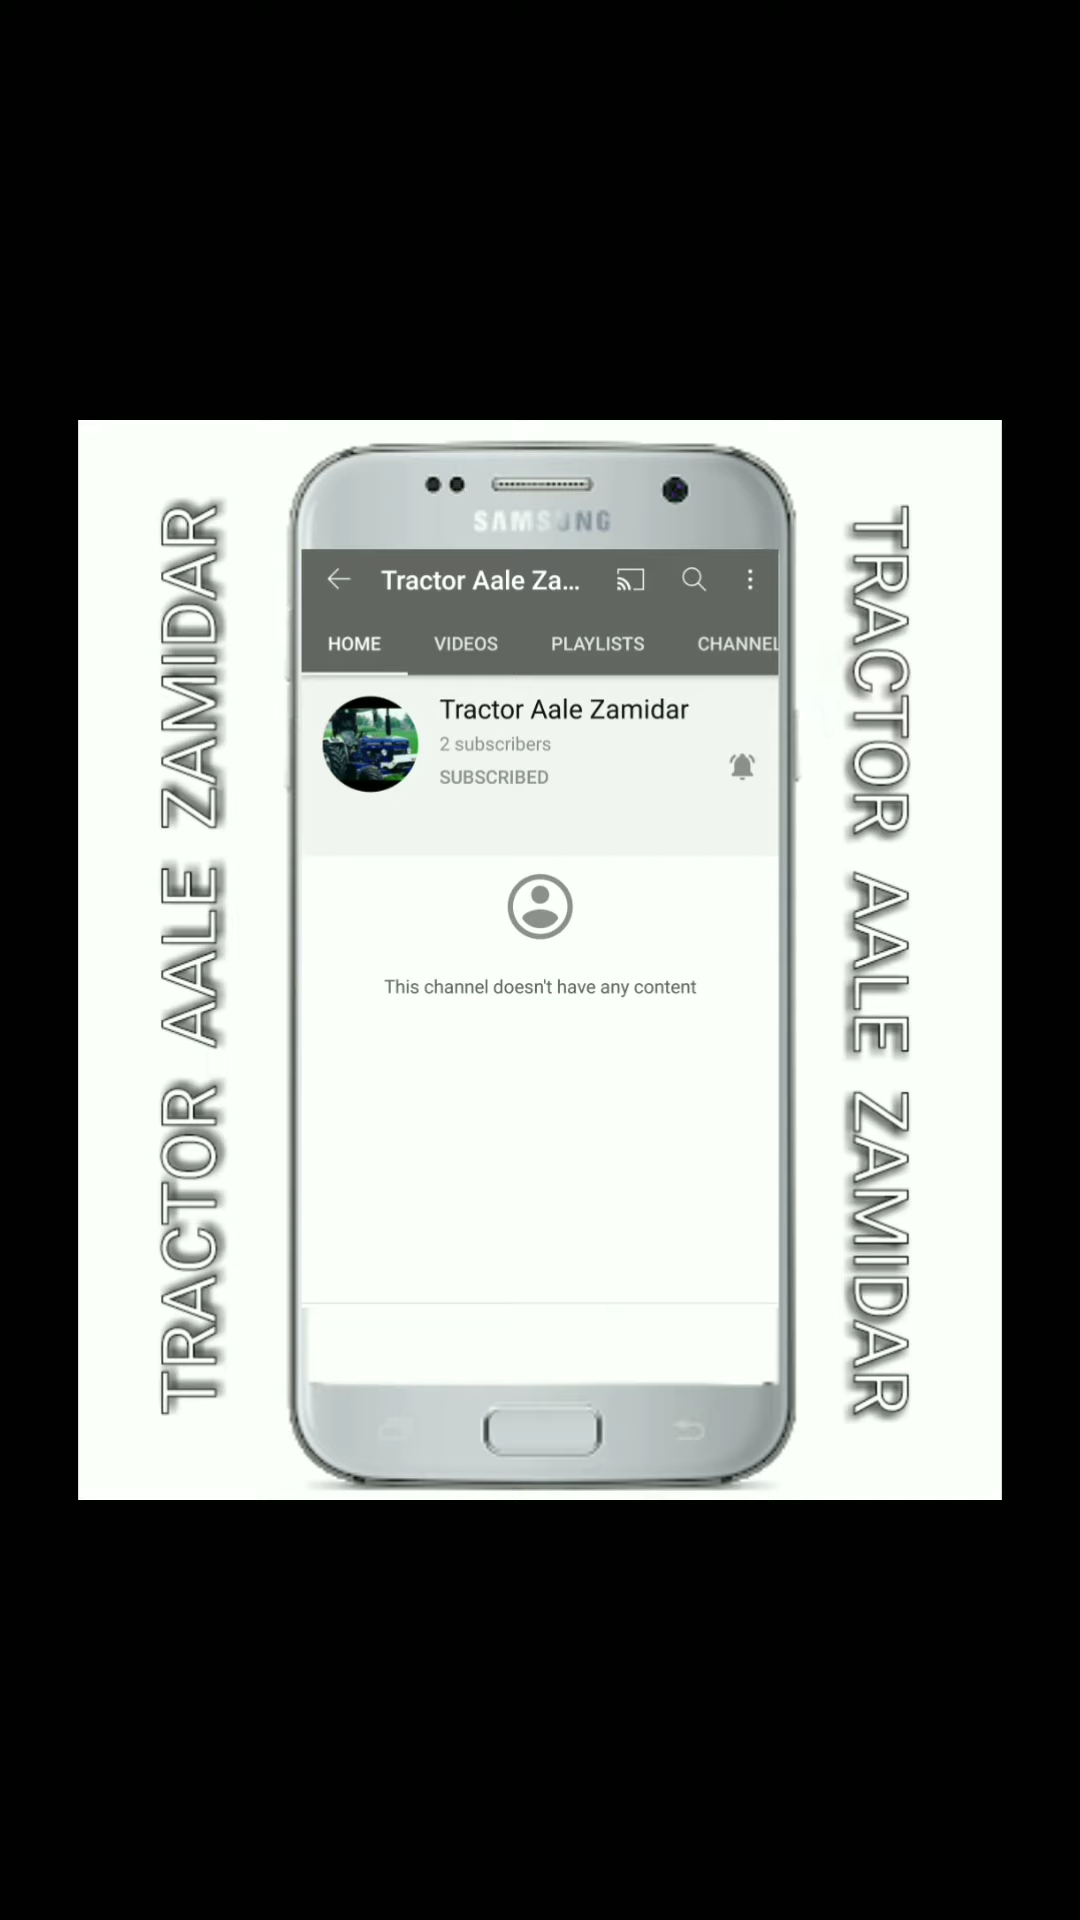 TRACTOR AALE ZAMIDAR
SAMSUNG
Tractor Aale Za...
HOME VIDEOS PLAYLISTS CHANNEL
Tractor Aale Zamidar
2 subscribers
SUBSCRIBED
This channel doesn't have any content
TRACTOR AALE ZAMIDAR